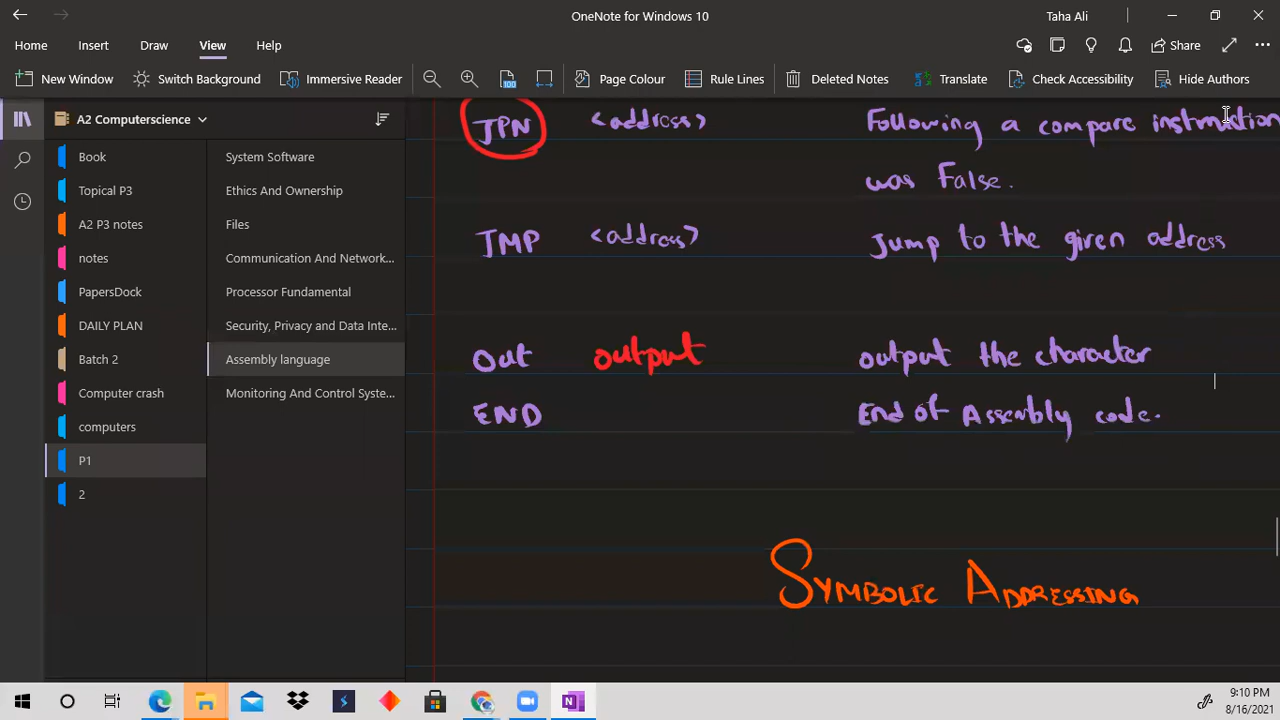 OneNote for Windows 10
Taha Ali
Home
Insert
Draw
View
Help
Share
New Window
Switch Background
Immersive Reader
Page Colour
Rule Lines
Deleted Notes
Translate
Check Accessibility
Hide Authors
A2 Computerscience
Book
Topical P3
A2 P3 notes
notes
PapersDock
DAILY PLAN
Batch 2
Computer crash
computers
P1
2
System Software
Ethics And Ownership
Files
Communication And Network...
Processor Fundamental
Security, Privacy and Data Inte...
Assembly language
Monitoring And Control Syste...
JPN <address> Following a compare instruction
was False.
JMP <address> Jump to the given address
Out output output the character
END End of Assembly code.
SYMBOLIC ADDRESSING
9:10 PM
8/16/2021